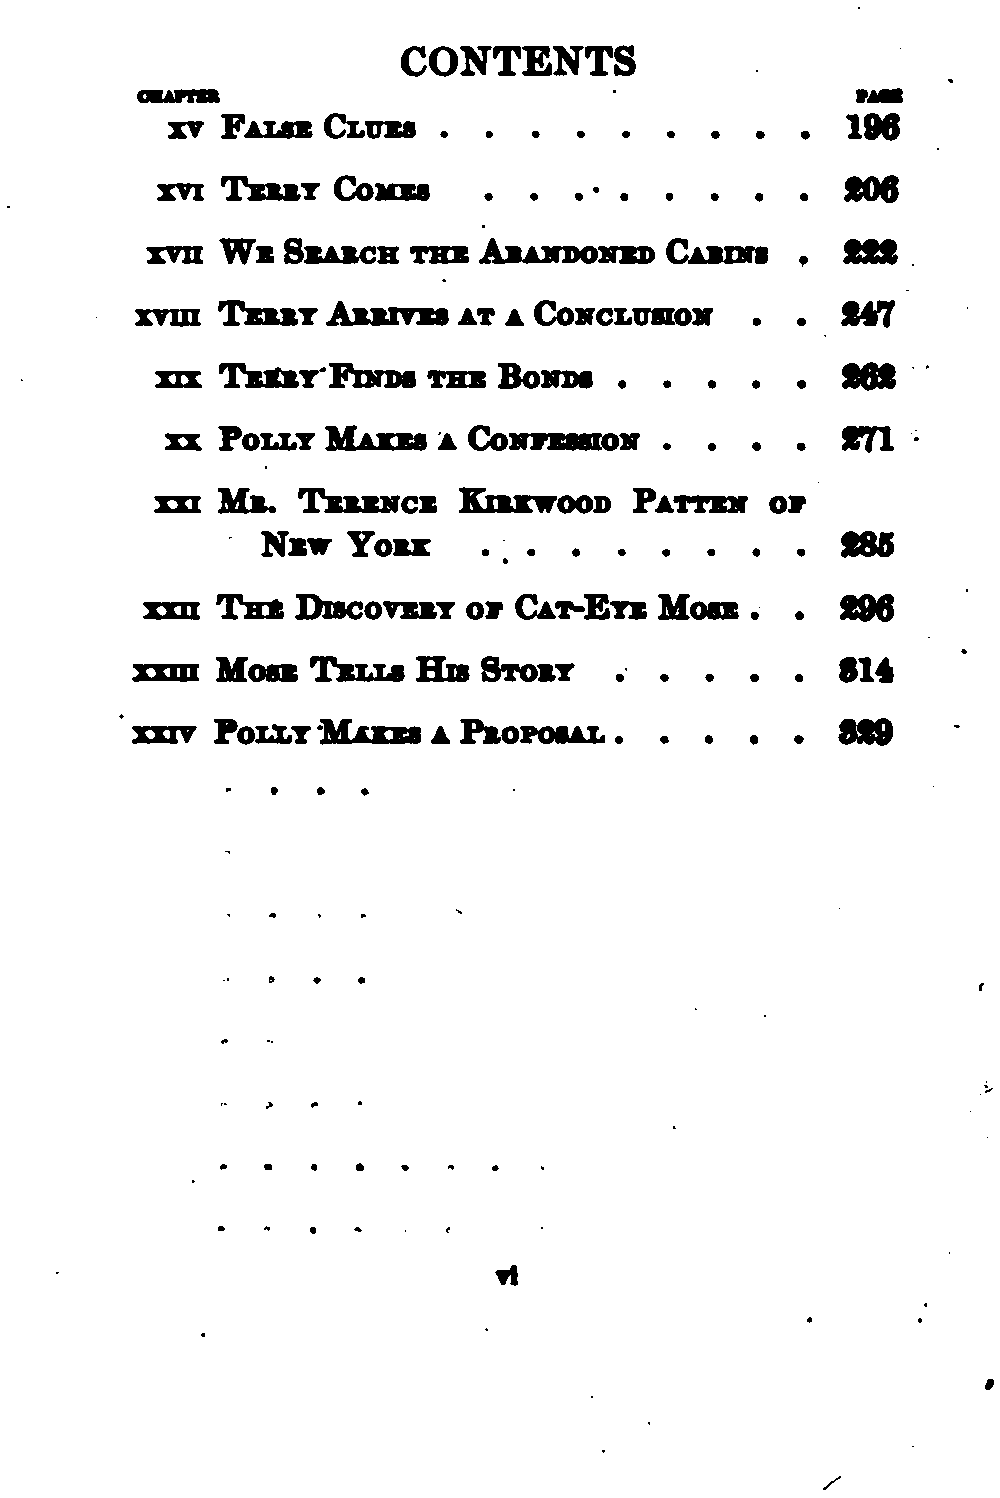 CONTENTS
CHAPTER PAGE
XV FALSE CLUES . . . . . . . . . 196
XVI TERRY COMES . . . . . . . . 206
XVII WE SEARCH THE ABANDONED CABINS . 222
XVIII TERRY ARRIVES AT A CONCLUSION . . 247
XIX TERRY FINDS THE BONDS . . . . . 262
XX POLLY MAKES A CONFESSION . . . . 271
XXI MR. TERENCE KIRKWOOD PATTEN OF
NEW YORK . . . . . . . . 285
XXII THE DISCOVERY OF CAT-EYE MOSE . . 296
XXIII MOSE TELLS HIS STORY . . . . . 314
XXIV POLLY MAKES A PROPOSAL . . . . . 329
vi